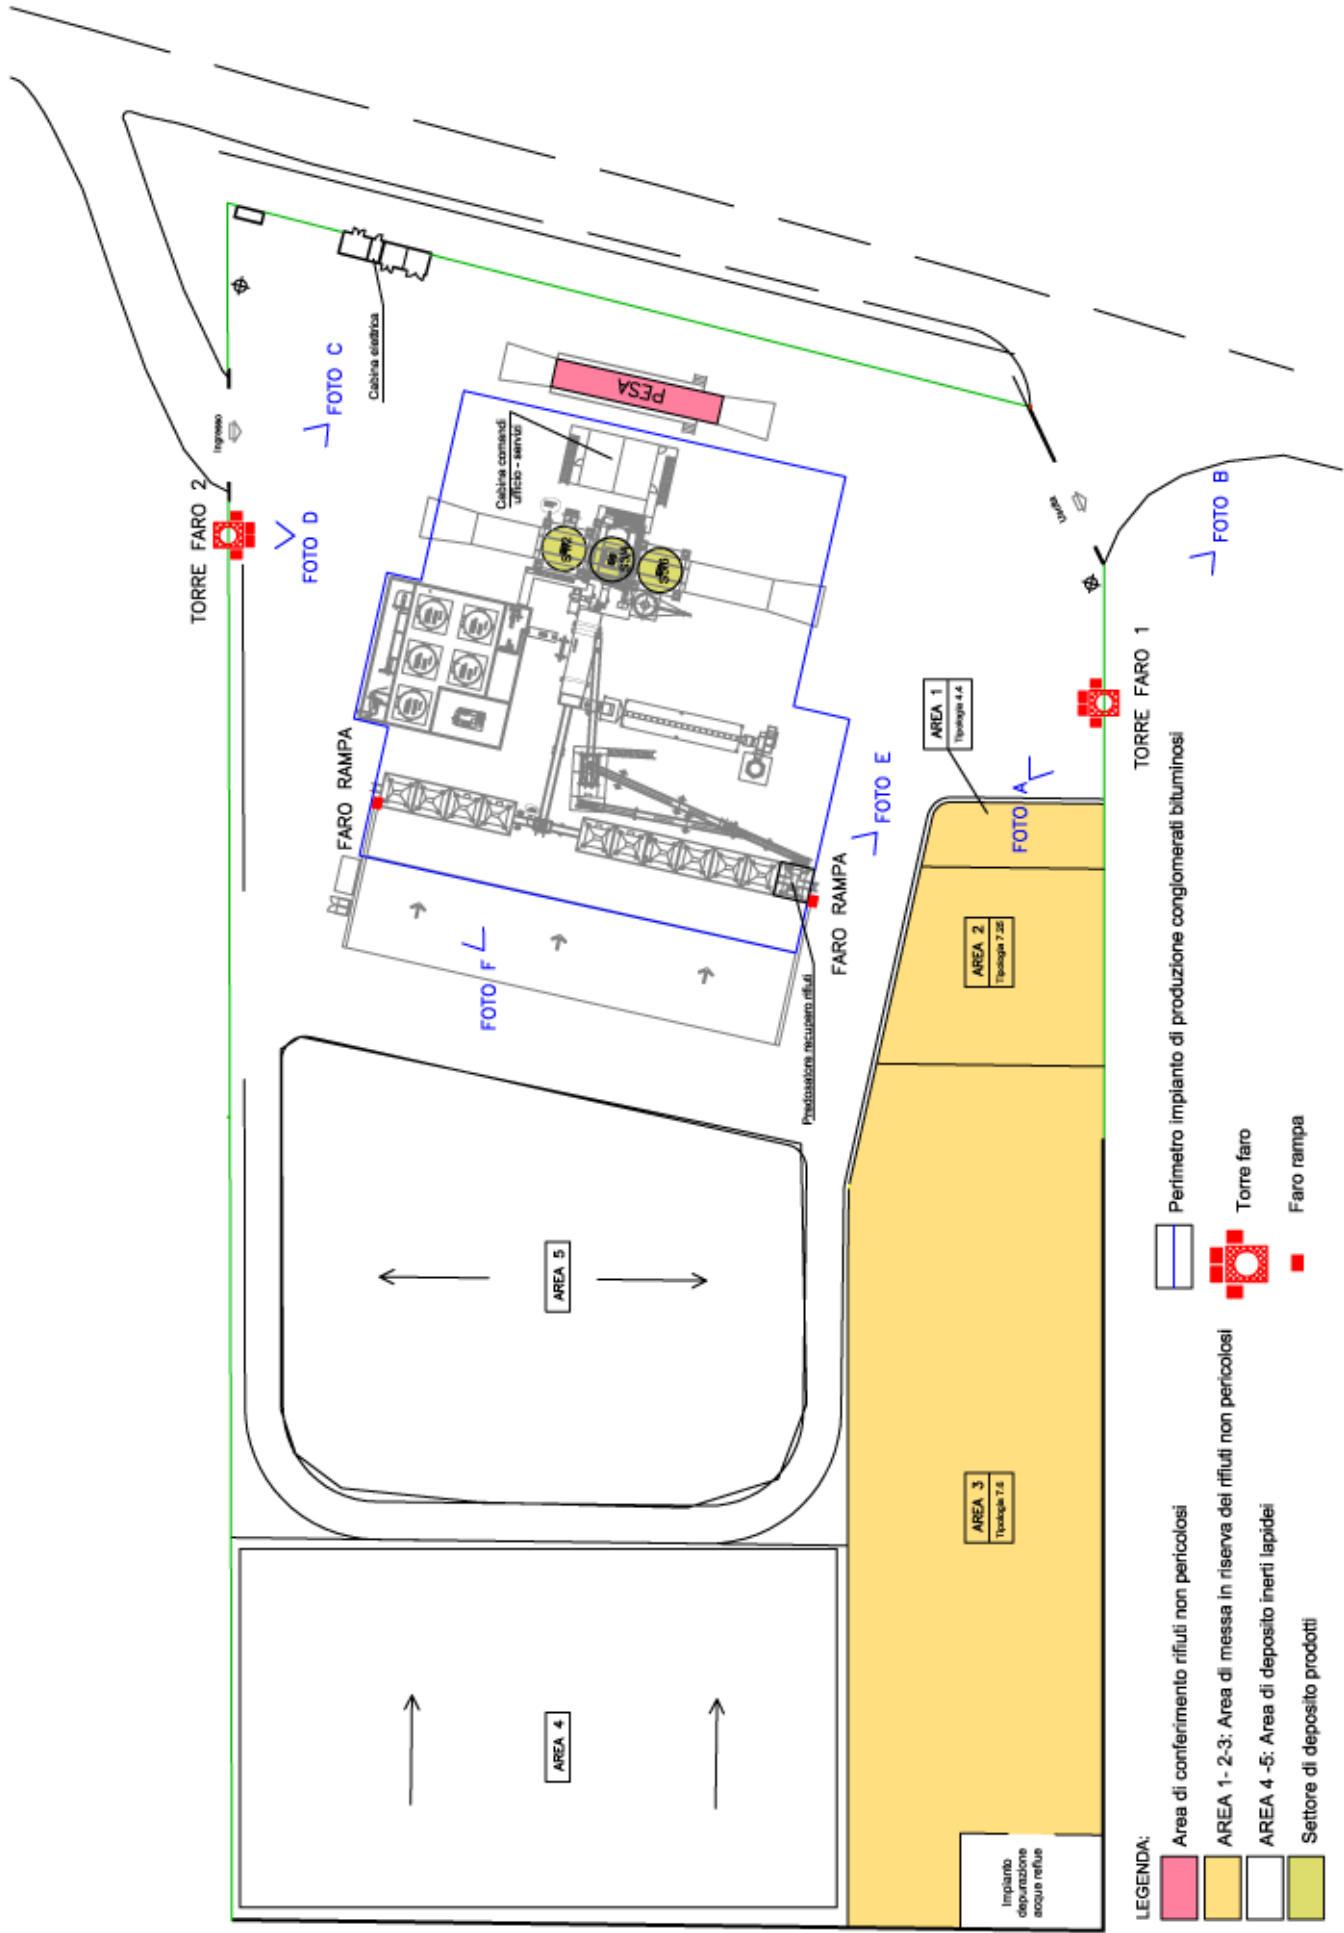 TORRE FARO 2
Ingresso
FOTO D
FOTO C
Cabina elettrica
FARO RAMPA
Cabina comandi
ufficio - servizi
PESA
FOTO F
AREA 5
AREA 4
Predosatore recupero rifiuti
FARO RAMPA
FOTO E
AREA 1
Tipologia 4.4
AREA 2
Tipologia 7.25
AREA 3
Tipologia 7.6
FOTO A
Uscita
FOTO B
TORRE FARO 1
Impianto
depurazione
acque reflue
LEGENDA:
Area di conferimento rifiuti non pericolosi
AREA 1- 2-3: Area di messa in riserva dei rifiuti non pericolosi
AREA 4 -5: Area di deposito inerti lapidei
Settore di deposito prodotti
Perimetro impianto di produzione conglomerati bituminosi
Torre faro
Faro rampa